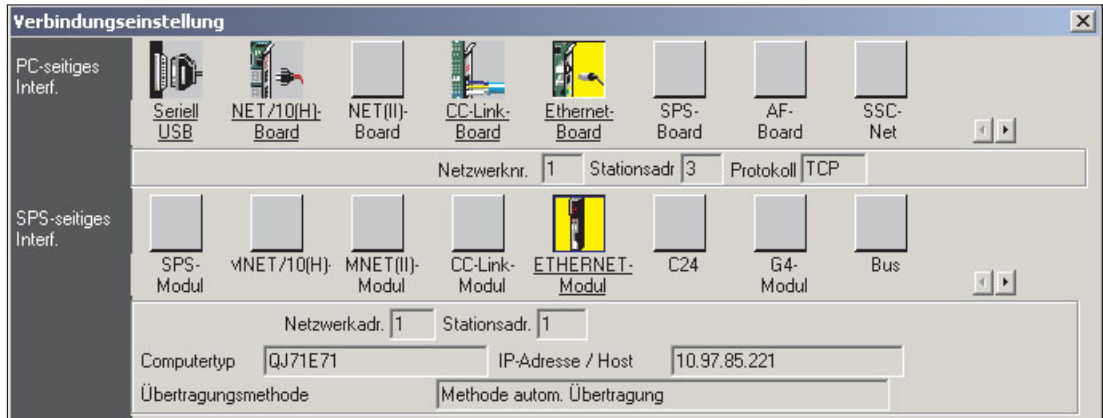 Verbindungseinstellung
PC-seitiges
Interf.
Seriell
USB
NET/10(H)-
Board
NET(II)-
Board
CC-Link-
Board
Ethernet-
Board
SPS-
Board
AF-
Board
SSC-
Net
Netzwerknr. 1 Stationsadr 3 Protokoll TCP
SPS-seitiges
Interf.
SPS-
Modul
MNET/10(H)-
MNET(II)-
Modul
CC-Link-
Modul
ETHERNET-
Modul
C24
G4-
Modul
Bus
Netzwerkadr. 1 Stationsadr. 1
Computertyp QJ71E71 IP-Adresse / Host 10.97.85.221
Übertragungsmethode Methode autom. Übertragung